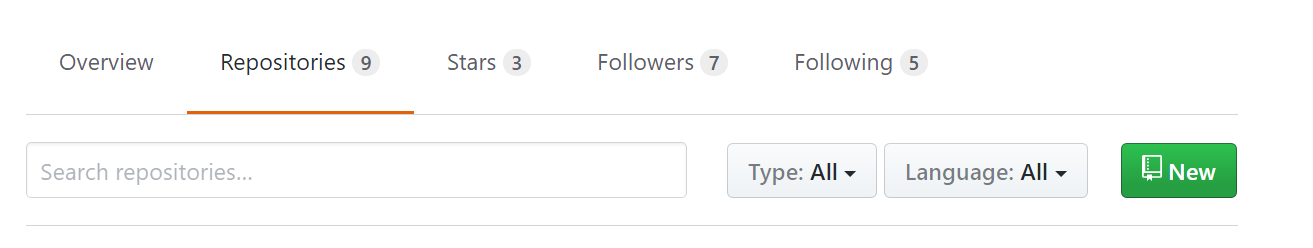 Overview Repositories 9 Stars 3 Followers 7 Following 5
Search repositories... Type: All Language: All New